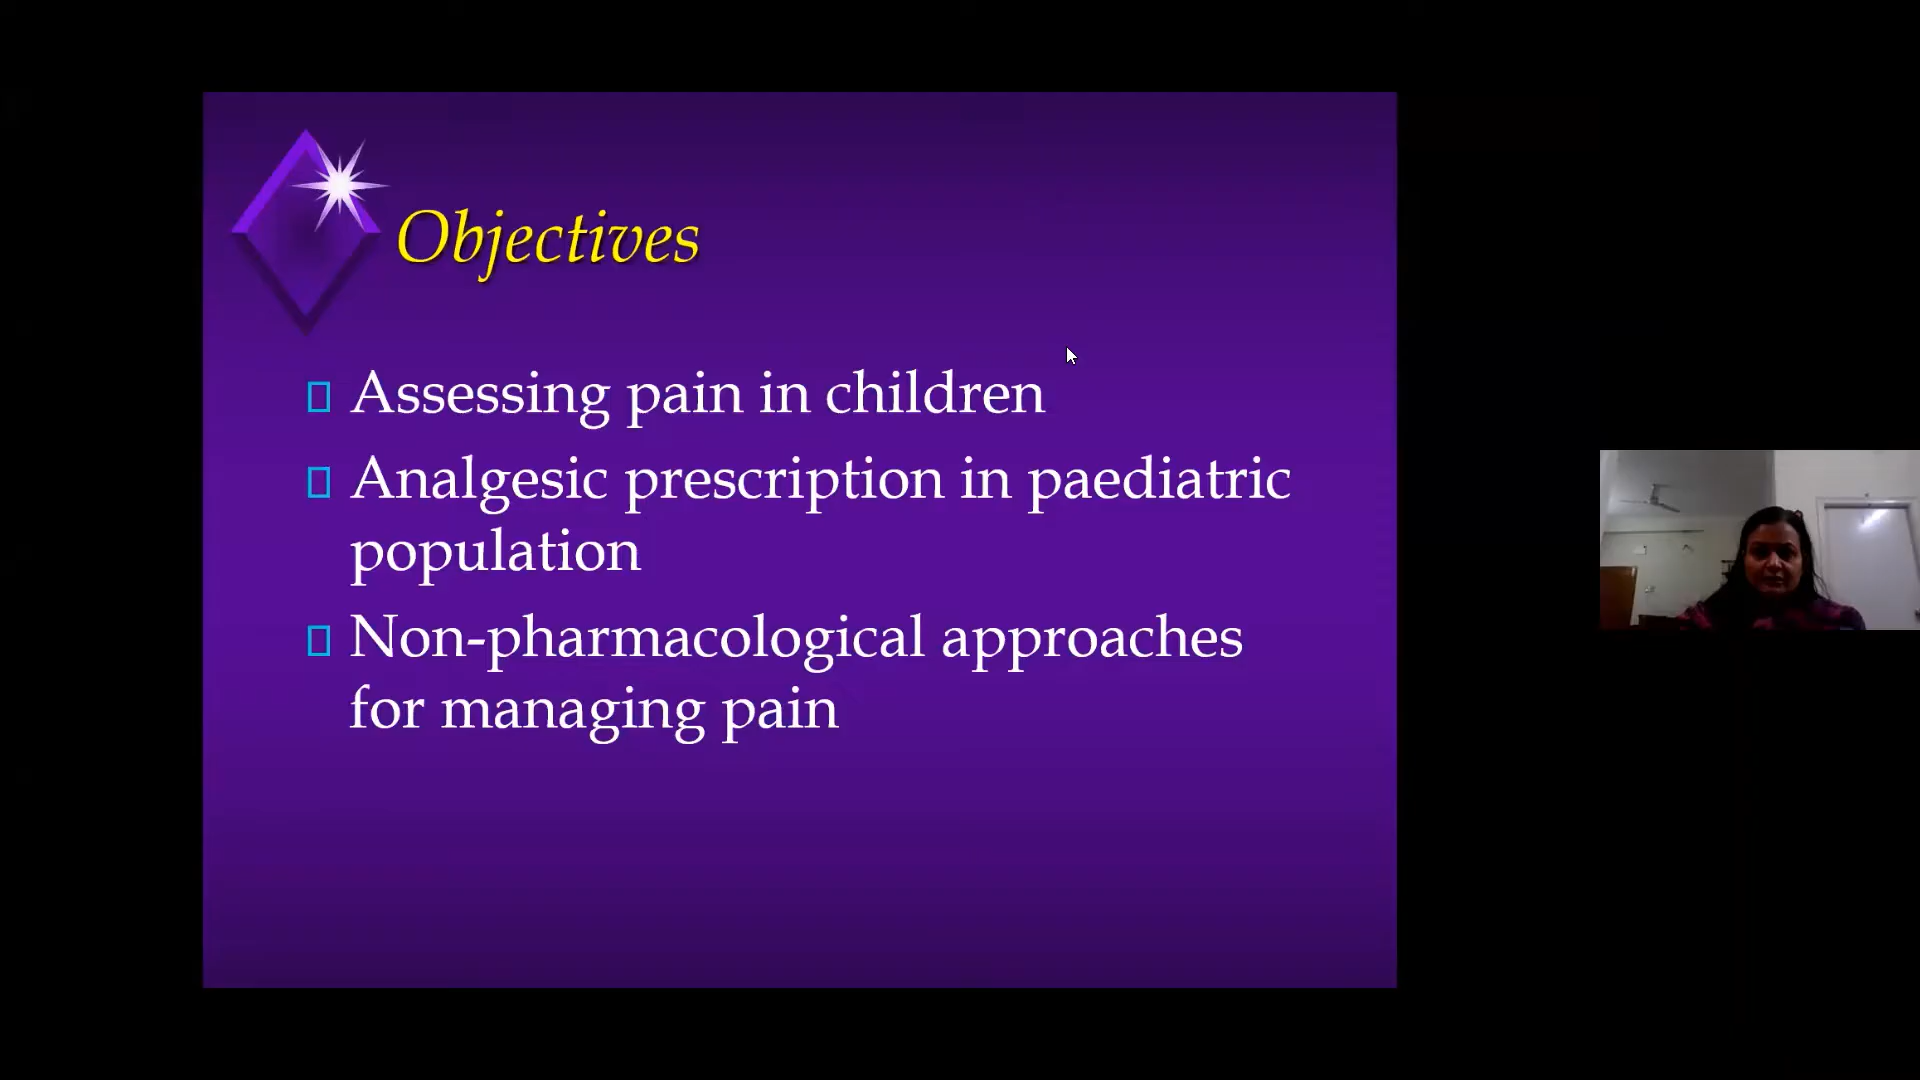 Objectives
Assessing pain in children
Analgesic prescription in paediatric
population
Non-pharmacological approaches
for managing pain